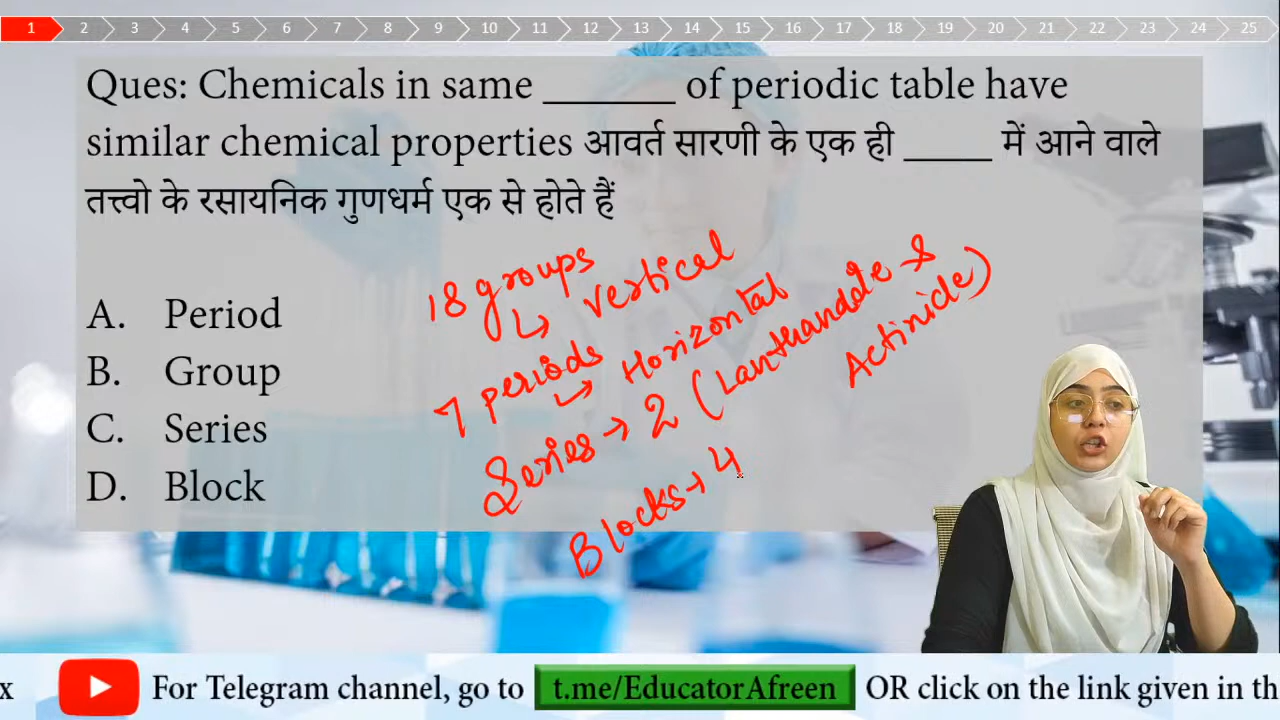 1 2 3 4 5 6 7 8 9 10 11 12 13 14 15 16 17 18 19 20 21 22 23 24 25
Ques: Chemicals in same ______ of periodic table have
similar chemical properties आवर्त सारणी के एक ही ____ में आने वाले
तत्त्वो के रसायनिक गुणधर्म एक से होते हैं
A. Period
B. Group
C. Series
D. Block
18 groups
↳ vertical
7 periods
↳ Horizontal
Series → 2 (Lanthanoide &
Actinide)
Blocks → 4
x For Telegram channel, go to t.me/EducatorAfreen OR click on the link given in th